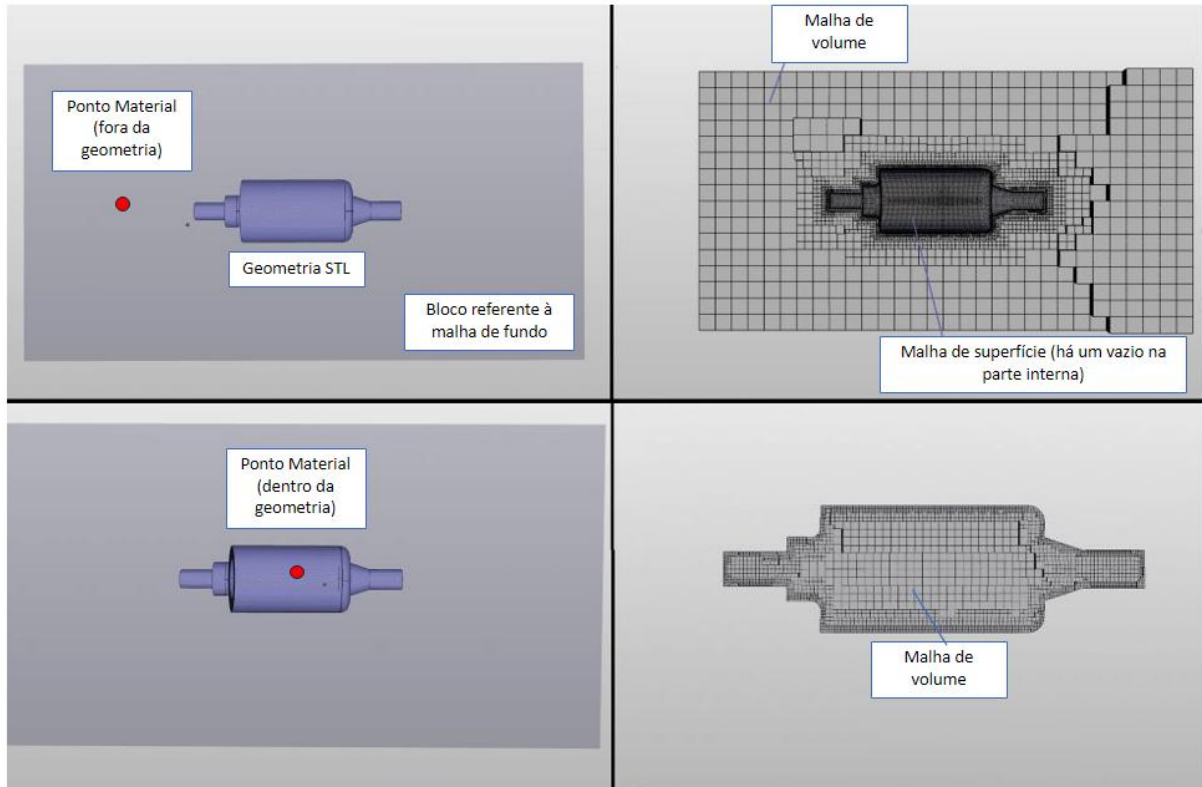 Ponto Material
(fora da
geometria)
Geometria STL
Bloco referente à
malha de fundo
Malha de
volume
Malha de superfície (há um vazio na
parte interna)
Ponto Material
(dentro da
geometria)
Malha de
volume